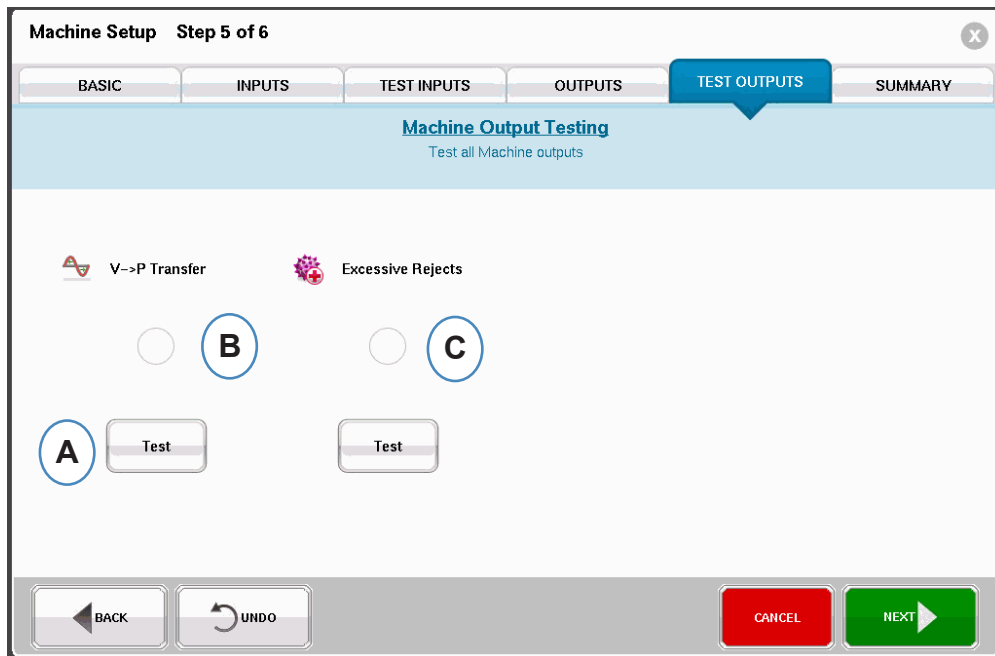 Machine Setup Step 5 of 6
X
BASIC
INPUTS
TEST INPUTS
OUTPUTS
TEST OUTPUTS
SUMMARY
Machine Output Testing
Test all Machine outputs
V->P Transfer
Excessive Rejects
B
C
A
Test
Test
BACK
UNDO
CANCEL
NEXT